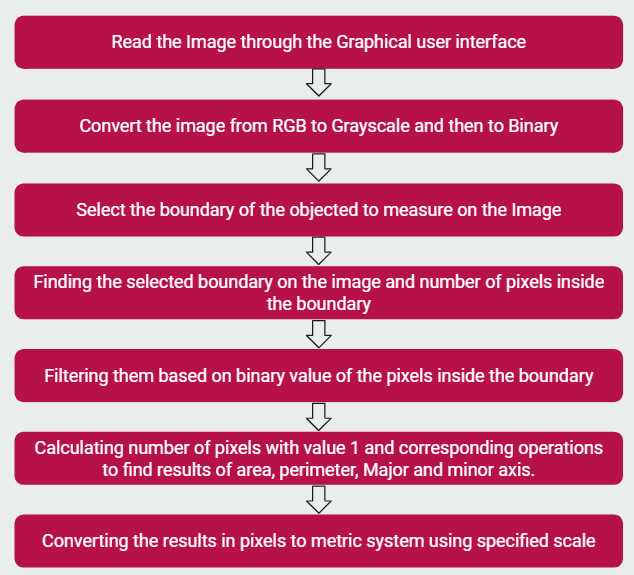 Read the Image through the Graphical user interface
Convert the image from RGB to Grayscale and then to Binary
Select the boundary of the objected to measure on the Image
Finding the selected boundary on the image and number of pixels inside
the boundary
Filtering them based on binary value of the pixels inside the boundary
Calculating number of pixels with value 1 and corresponding operations
to find results of area, perimeter, Major and minor axis.
Converting the results in pixels to metric system using specified scale